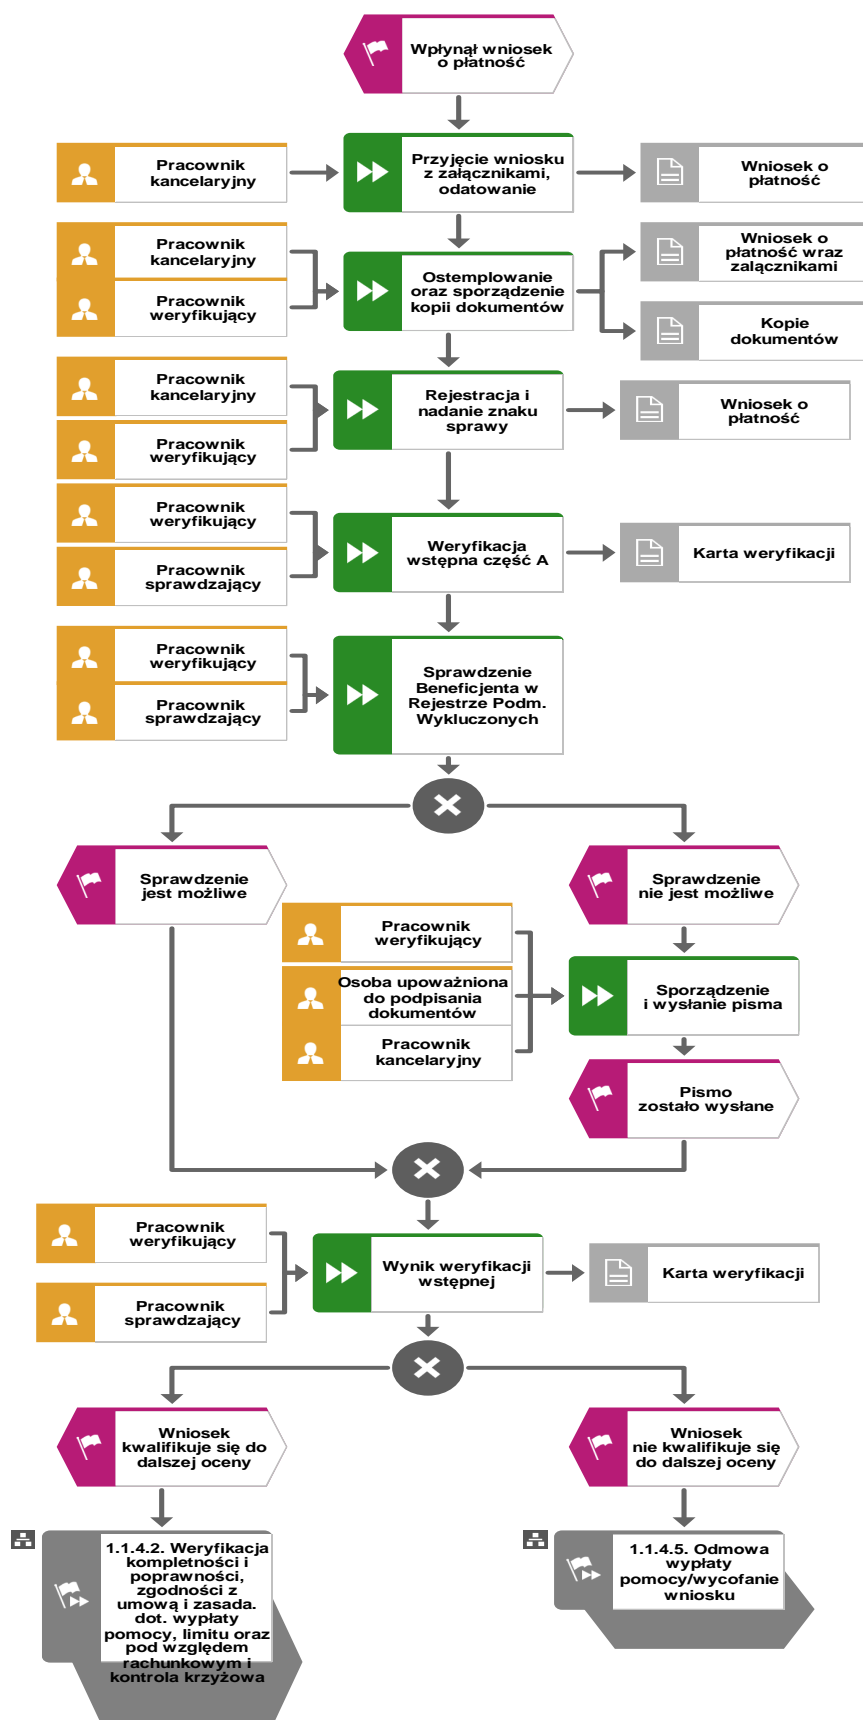 Wpłynął wniosek
o płatność
Pracownik
kancelaryjny
Przyjęcie wniosku
z załącznikami,
odatowanie
Wniosek o
płatność
Pracownik
kancelaryjny
Pracownik
weryfikujący
Ostemplowanie
oraz sporządzenie
kopii dokumentów
Wniosek o
płatność wraz
zalącznikami
Kopie
dokumentów
Pracownik
kancelaryjny
Pracownik
weryfikujący
Rejestracja i
nadanie znaku
sprawy
Wniosek o
płatność
Pracownik
weryfikujący
Pracownik
sprawdzający
Weryfikacja
wstępna część A
Karta weryfikacji
Pracownik
weryfikujący
Pracownik
sprawdzający
Sprawdzenie
Beneficjenta w
Rejestrze Podm.
Wykluczonych
Sprawdzenie
jest możliwe
Sprawdzenie
nie jest możliwe
Pracownik
weryfikujący
Osoba upoważniona
do podpisania
dokumentów
Pracownik
kancelaryjny
Sporządzenie
i wysłanie pisma
Pismo
zostało wysłane
Pracownik
weryfikujący
Pracownik
sprawdzający
Wynik weryfikacji
wstępnej
Karta weryfikacji
Wniosek
kwalifikuje się do
dalszej oceny
Wniosek
nie kwalifikuje się
do dalszej oceny
1.1.4.2. Weryfikacja
kompletności i
poprawności,
zgodności z
umową i zasada.
dot. wypłaty
pomocy, limitu oraz
pod względem
rachunkowym i
kontrola krzyżowa
1.1.4.5. Odmowa
wypłaty
pomocy/wycofanie
wniosku